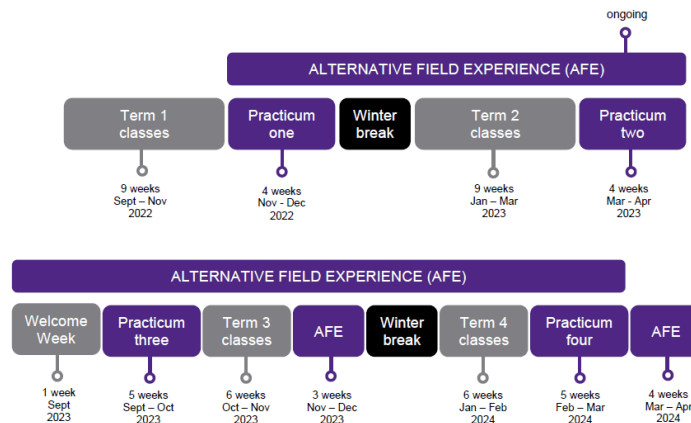 ongoing
ALTERNATIVE FIELD EXPERIENCE (AFE)
Term 1
classes
Practicum
one
Winter
break
Term 2
classes
Practicum
two
9 weeks
Sept – Nov
2022
4 weeks
Nov - Dec
2022
9 weeks
Jan – Mar
2023
4 weeks
Mar - Apr
2023
ALTERNATIVE FIELD EXPERIENCE (AFE)
Welcome
Week
Practicum
three
Term 3
classes
AFE
Winter
break
Term 4
classes
Practicum
four
AFE
1 week
Sept
2023
5 weeks
Sept – Oct
2023
6 weeks
Oct – Nov
2023
3 weeks
Nov – Dec
2023
6 weeks
Jan – Feb
2024
5 weeks
Feb – Mar
2024
4 weeks
Mar – Apr
2024